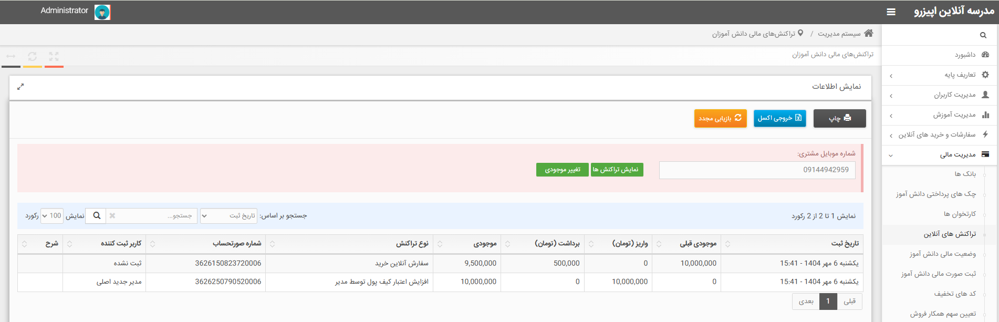 مدرسه آنلاین اپیزرو
Administrator
سیستم مدیریت / تراکنش‌های مالی دانش آموزان
تراکنش‌های مالی دانش آموزان
داشبورد
تعاریف پایه
مدیریت کاربران
مدیریت آموزش
سفارشات و خرید های آنلاین
مدیریت مالی
بانک ها
چک های پرداختی دانش آموز
کارتخوان ها
تراکنش های آنلاین
وضعیت مالی دانش آموز
ثبت صورت مالی دانش آموز
کد های تخفیف
تعیین سهم همکار فروش
نمایش اطلاعات
چاپ خروجی اکسل بازیابی مجدد
شماره موبایل مشتری:
09144942959 نمایش تراکنش ها تغییر موجودی
نمایش 1 تا 2 از 2 رکورد جستجو بر اساس: تاریخ ثبت جستجو... نمایش 100 رکورد
تاریخ ثبت موجودی قبلی واریز (تومان) برداشت (تومان) موجودی نوع تراکنش شماره صورتحساب کاربر ثبت کننده شرح
یکشنبه 6 مهر 1404 - 15:41 10,000,000 0 500,000 9,500,000 سفارش آنلاین خرید 3626150823720006 ثبت نشده
یکشنبه 6 مهر 1404 - 15:41 0 10,000,000 0 10,000,000 افزایش اعتبار کیف پول توسط مدیر 3626250790520006 مدیر جدید اصلی
قبلی 1 بعدی